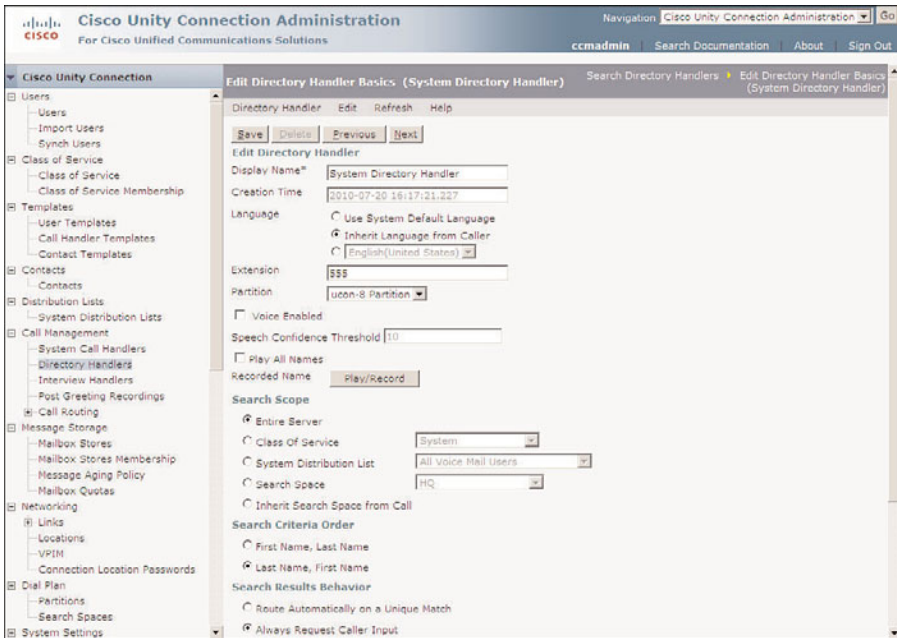 Cisco Unity Connection Administration
For Cisco Unified Communications Solutions
Navigation Cisco Unity Connection Administration Go
ccmadmin Search Documentation About Sign Out
CISCO
Cisco Unity Connection
Users
Users
Import Users
Synch Users
Class of Service
Class of Service
Class of Service Membership
Templates
User Templates
Call Handler Templates
Contact Templates
Contacts
Contacts
Distribution Lists
System Distribution Lists
Call Management
System Call Handlers
Directory Handlers
Interview Handlers
Post Greeting Recordings
Call Routing
Message Storage
Mailbox Stores
Mailbox Stores Membership
Message Aging Policy
Mailbox Quotas
Networking
Links
Locations
VPIM
Connection Location Passwords
Dial Plan
Partitions
Search Spaces
System Settings
Edit Directory Handler Basics (System Directory Handler)
Search Directory Handlers Edit Directory Handler Basics
(System Directory Handler)
Directory Handler Edit Refresh Help
Save Delete Previous Next
Edit Directory Handler
Display Name* System Directory Handler
Creation Time 2010-07-20 16:17:21.227
Language Use System Default Language
Inherit Language from Caller
English(United States)
Extension 555
Partition ucon-8 Partition
Voice Enabled
Speech Confidence Threshold 10
Play All Names
Recorded Name Play/Record
Search Scope
Entire Server
Class Of Service System
System Distribution List All Voice Mail Users
Search Space HQ
Inherit Search Space from Call
Search Criteria Order
First Name, Last Name
Last Name, First Name
Search Results Behavior
Route Automatically on a Unique Match
Always Request Caller Input